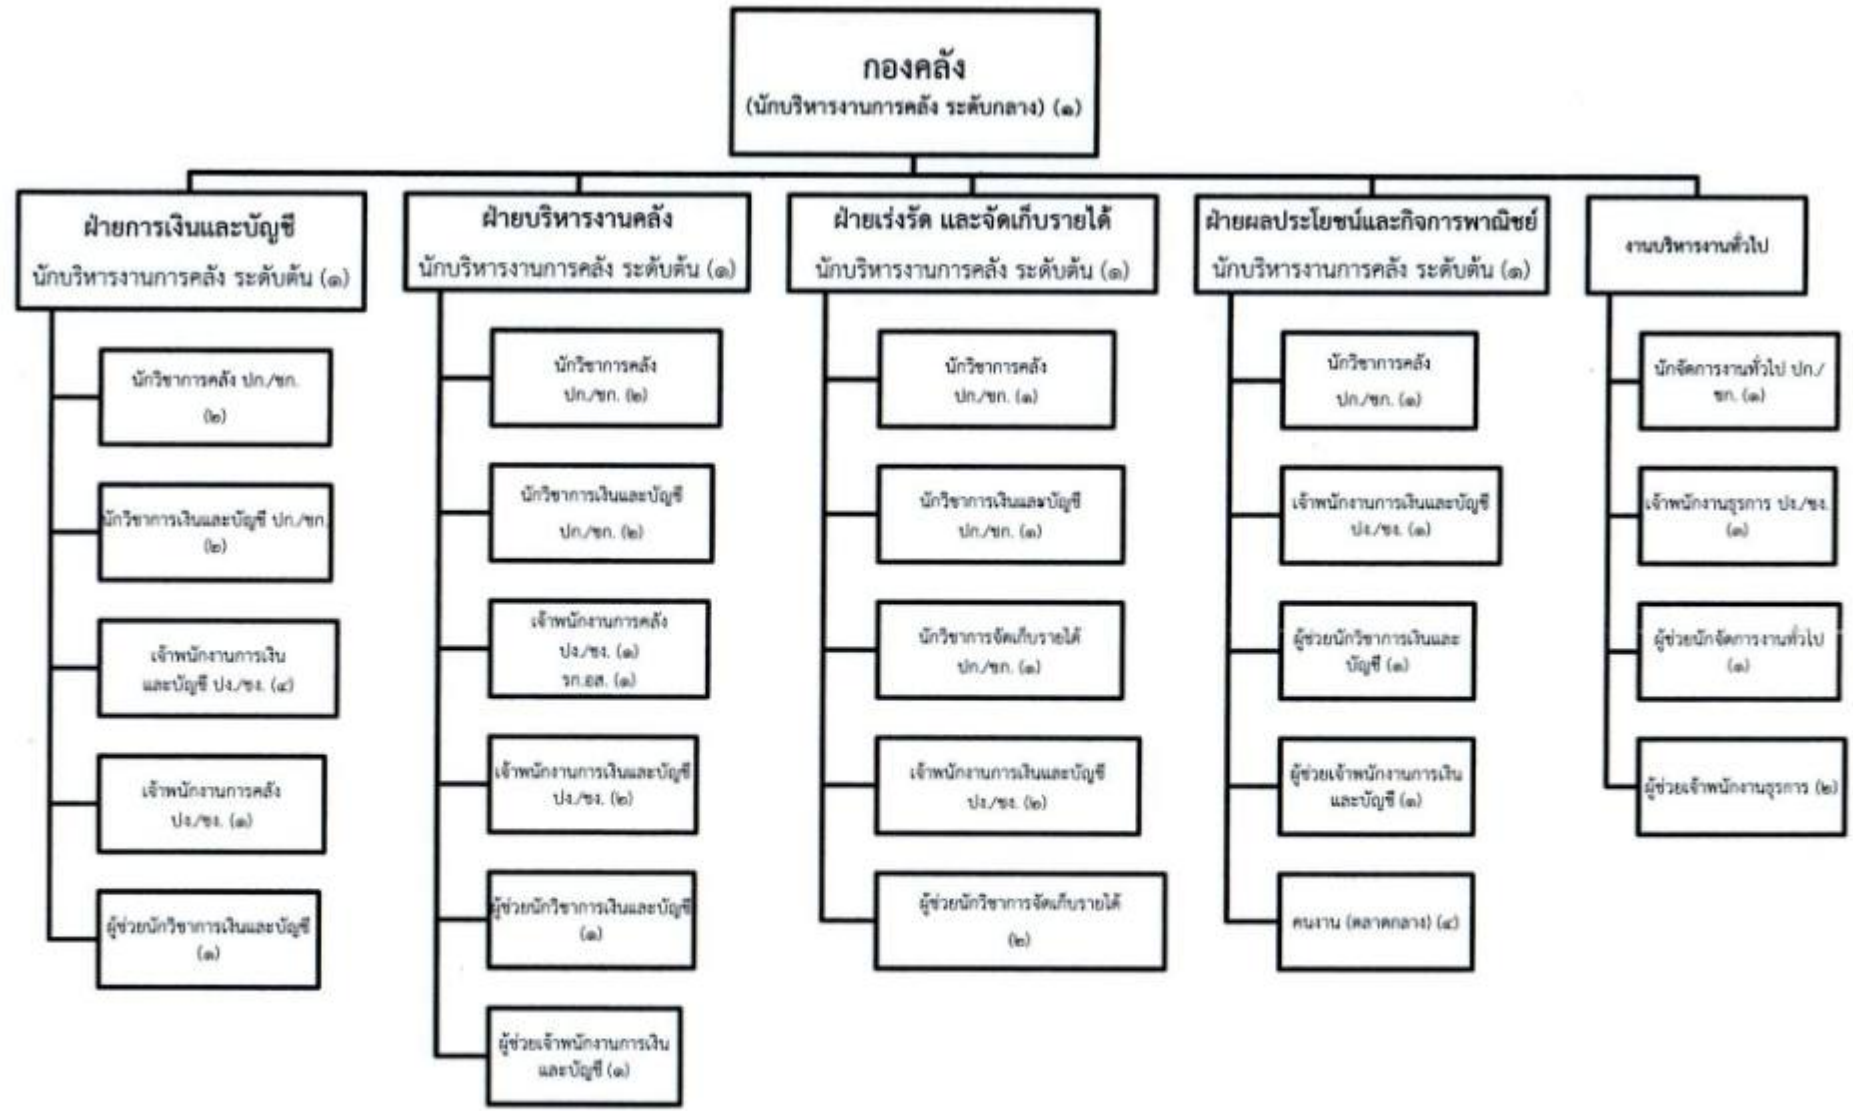 กองคลัง
(นักบริหารงานการคลัง ระดับกลาง) (๑)
ฝ่ายการเงินและบัญชี
นักบริหารงานการคลัง ระดับต้น (๑)
นักวิชาการคลัง ปก./ชก.
(๒)
นักวิชาการเงินและบัญชี ปก./ชก.
(๒)
เจ้าพนักงานการเงิน
และบัญชี ปง./ชง. (๔)
เจ้าพนักงานการคลัง
ปง./ชง. (๑)
ผู้ช่วยนักวิชาการเงินและบัญชี
(๑)
ฝ่ายบริหารงานคลัง
นักบริหารงานการคลัง ระดับต้น (๑)
นักวิชาการคลัง
ปก./ชก. (๒)
นักวิชาการเงินและบัญชี
ปก./ชก. (๒)
เจ้าพนักงานการคลัง
ปง./ชง. (๑)
รก.อส. (๑)
เจ้าพนักงานการเงินและบัญชี
ปง./ชง. (๒)
ผู้ช่วยนักวิชาการเงินและบัญชี
(๑)
ผู้ช่วยเจ้าพนักงานการเงิน
และบัญชี (๑)
ฝ่ายเร่งรัด และจัดเก็บรายได้
นักบริหารงานการคลัง ระดับต้น (๑)
นักวิชาการคลัง
ปก./ชก. (๑)
นักวิชาการเงินและบัญชี
ปก./ชก. (๑)
นักวิชาการจัดเก็บรายได้
ปก./ชก. (๑)
เจ้าพนักงานการเงินและบัญชี
ปง./ชง. (๒)
ผู้ช่วยนักวิชาการจัดเก็บรายได้
(๒)
ฝ่ายผลประโยชน์และกิจการพาณิชย์
นักบริหารงานการคลัง ระดับต้น (๑)
นักวิชาการคลัง
ปก./ชก. (๑)
เจ้าพนักงานการเงินและบัญชี
ปง./ชง. (๑)
ผู้ช่วยนักวิชาการเงินและ
บัญชี (๑)
ผู้ช่วยเจ้าพนักงานการเงิน
และบัญชี (๑)
คนงาน (ตลาดกลาง) (๔)
งานบริหารงานทั่วไป
นักจัดการงานทั่วไป ปก./
ชก. (๑)
เจ้าพนักงานธุรการ ปง./ชง.
(๓)
ผู้ช่วยนักจัดการงานทั่วไป
(๑)
ผู้ช่วยเจ้าพนักงานธุรการ (๒)